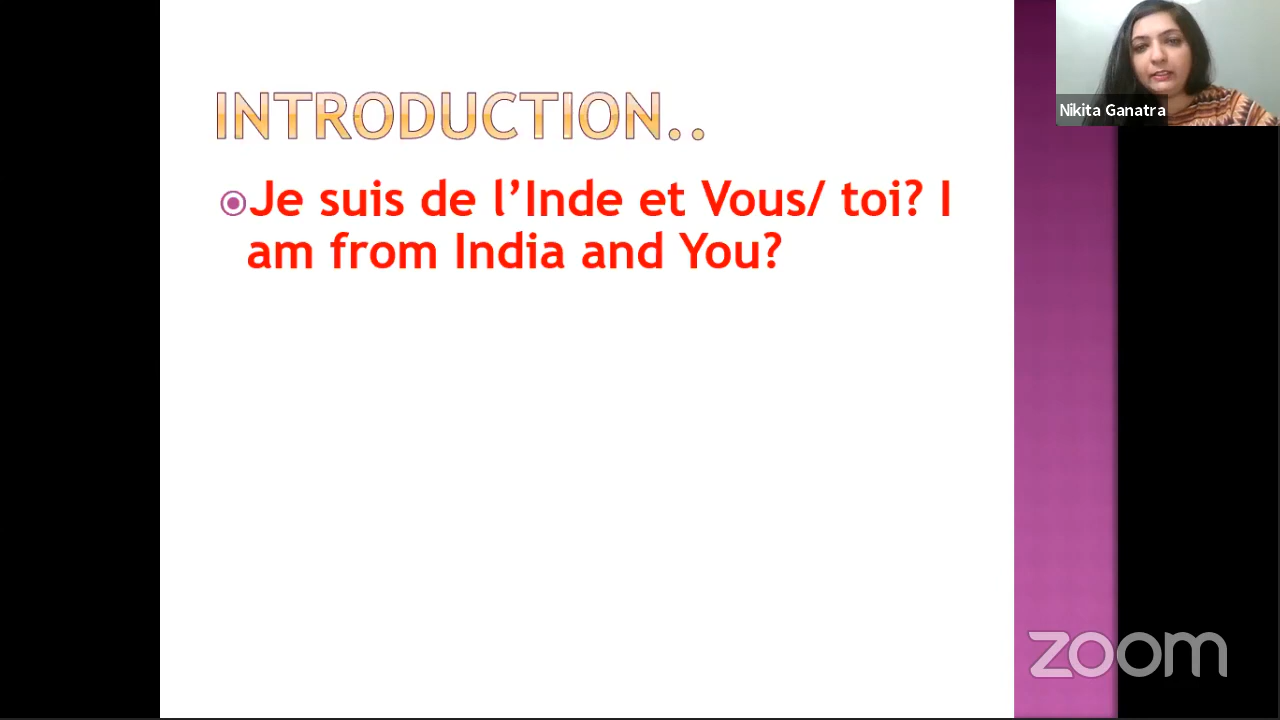 INTRODUCTION..
Je suis de l’Inde et Vous/ toi? I
am from India and You?
Nikita Ganatra
zoom